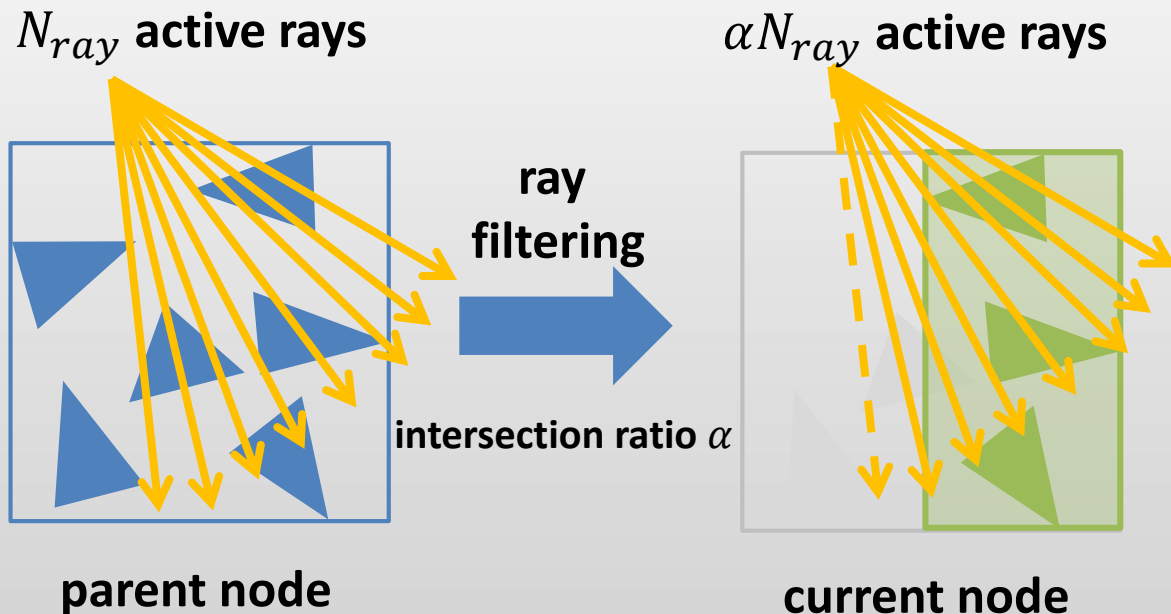 N_ray active rays
αN_ray active rays
ray
filtering
intersection ratio α
parent node
current node